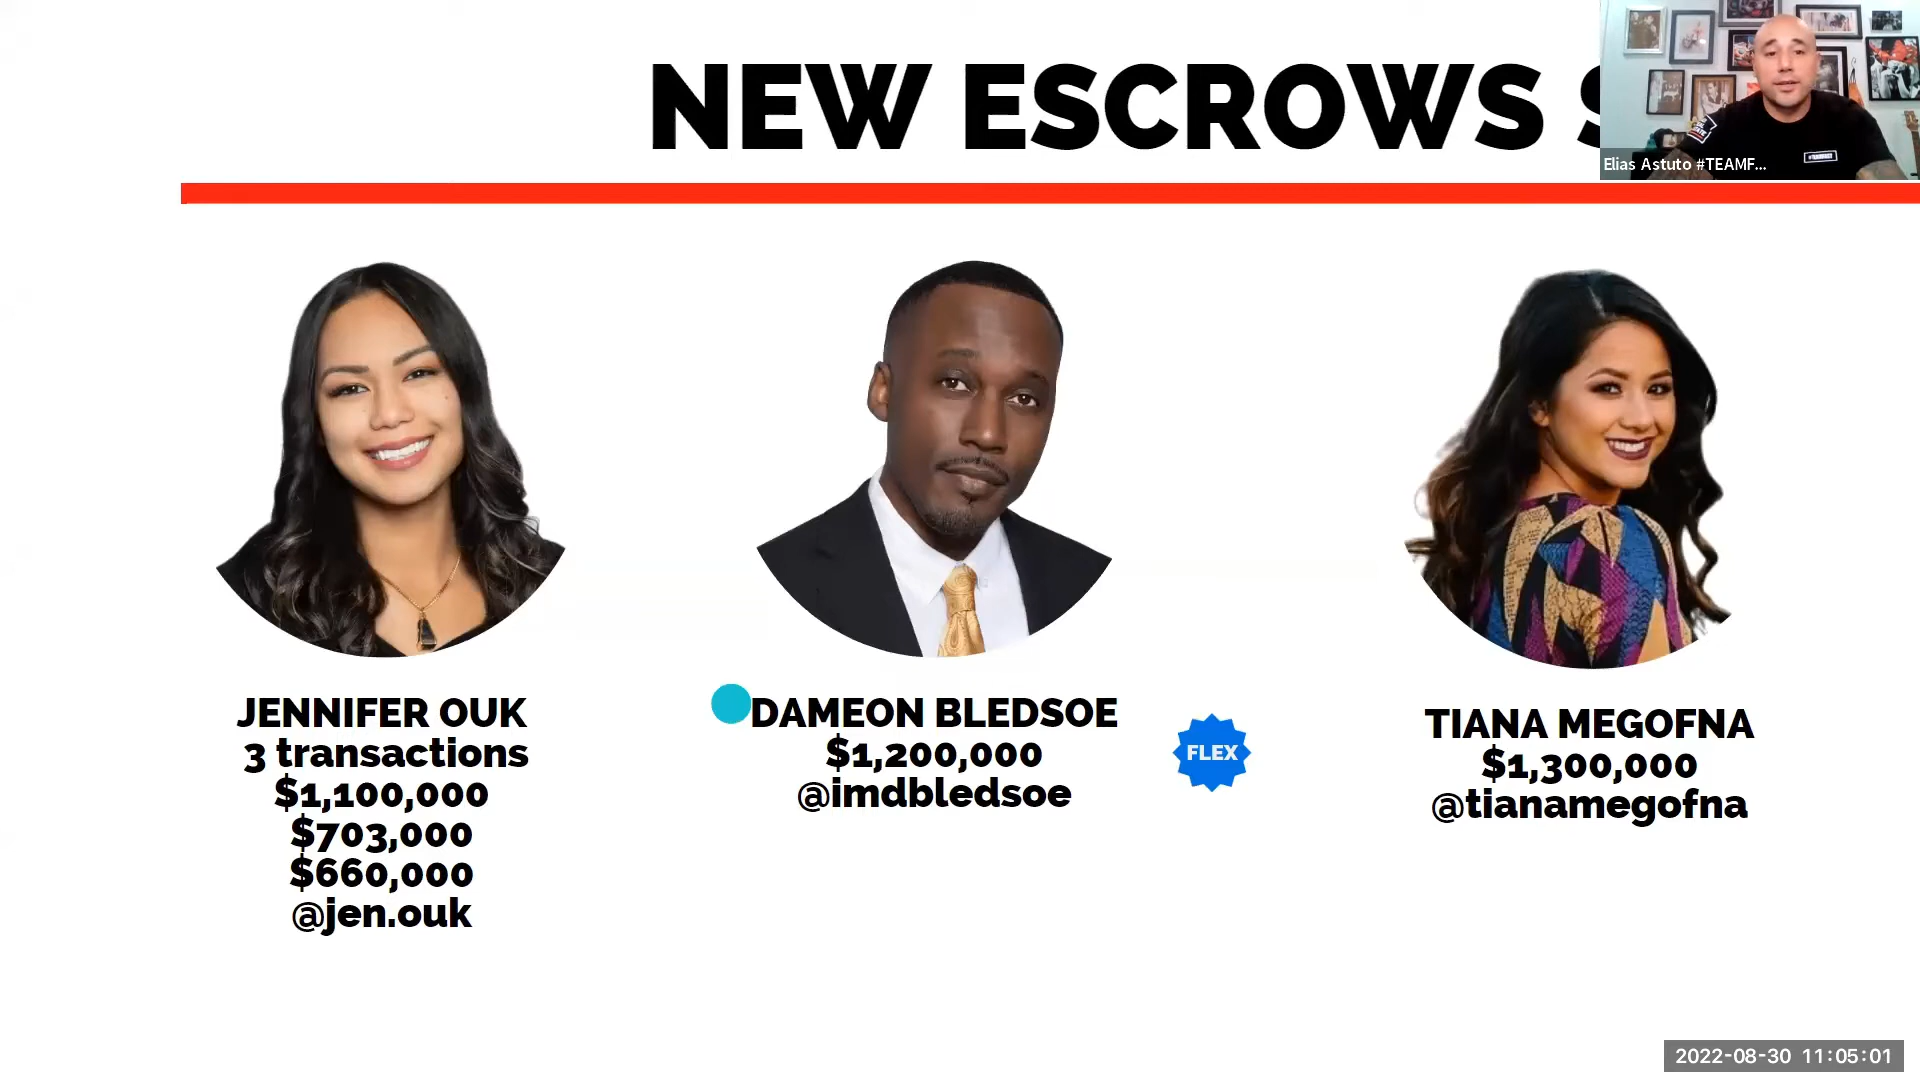 NEW ESCROWS S
Elias Astuto #TEAMF...
JENNIFER OUK
3 transactions
$1,100,000
$703,000
$660,000
@jen.ouk
DAMEON BLEDSOE
$1,200,000
@imdbledsoe
FLEX
TIANA MEGOFNA
$1,300,000
@tianamegofna
2022-08-30 11:05:01